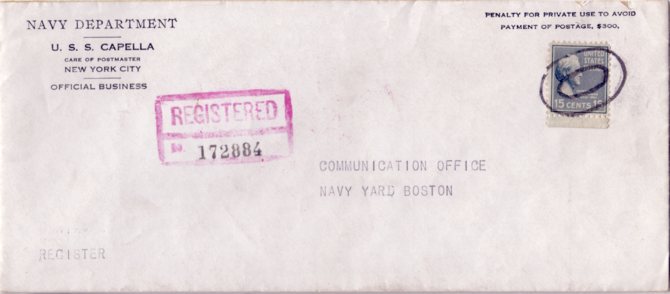 NAVY DEPARTMENT
U. S. S. CAPELLA
CARE OF POSTMASTER
NEW YORK CITY
OFFICIAL BUSINESS
PENALTY FOR PRIVATE USE TO AVOID
PAYMENT OF POSTAGE, $300.
UNITED
STATES
15 CENTS 15
REGISTERED
No. 172884
COMMUNICATION OFFICE
NAVY YARD BOSTON
REGISTER